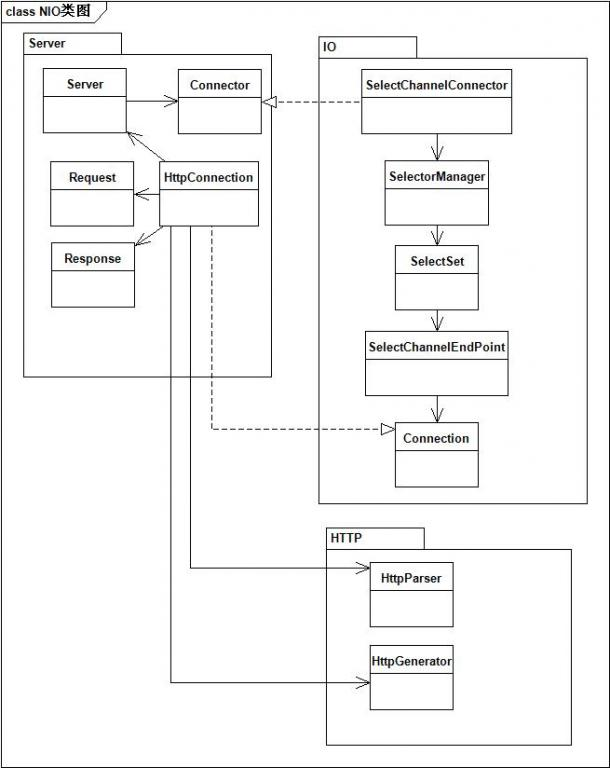 class NIO类图
Server
IO
Server
Connector
SelectChannelConnector
Request
HttpConnection
SelectorManager
Response
SelectSet
SelectChannelEndPoint
Connection
HTTP
HttpParser
HttpGenerator